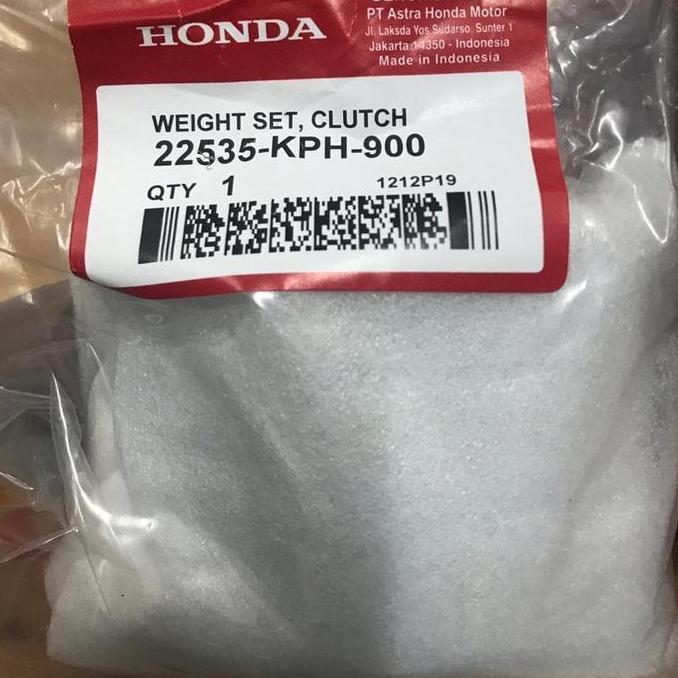 HONDA
PT Astra Honda Motor
Jl. Laksda Yos Sudarso, Sunter 1
Jakarta 14350 - Indonesia
Made in Indonesia
WEIGHT SET, CLUTCH
22535-KPH-900
QTY 1
1212P19